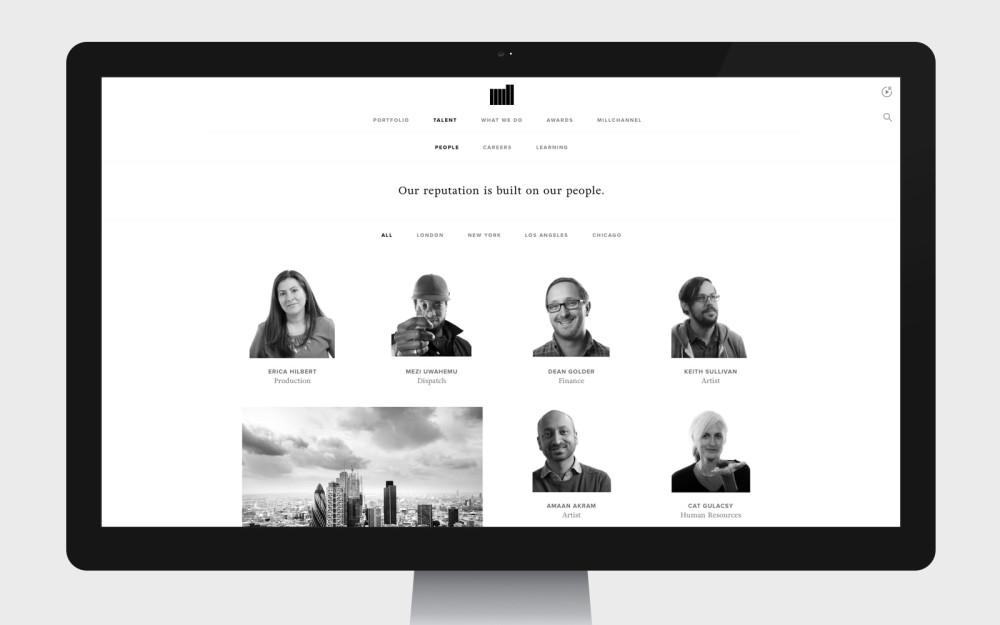 PORTFOLIO TALENT WHAT WE DO AWARDS MILLCHANNEL
PEOPLE CAREERS LEARNING
Our reputation is built on our people.
ALL LONDON NEW YORK LOS ANGELES CHICAGO
ERICA HILBERT
Production
MEZI UWAHEMU
Dispatch
DEAN GOLDER
Finance
KEITH SULLIVAN
Artist
AMAAN AKRAM
Artist
CAT GULACSY
Human Resources